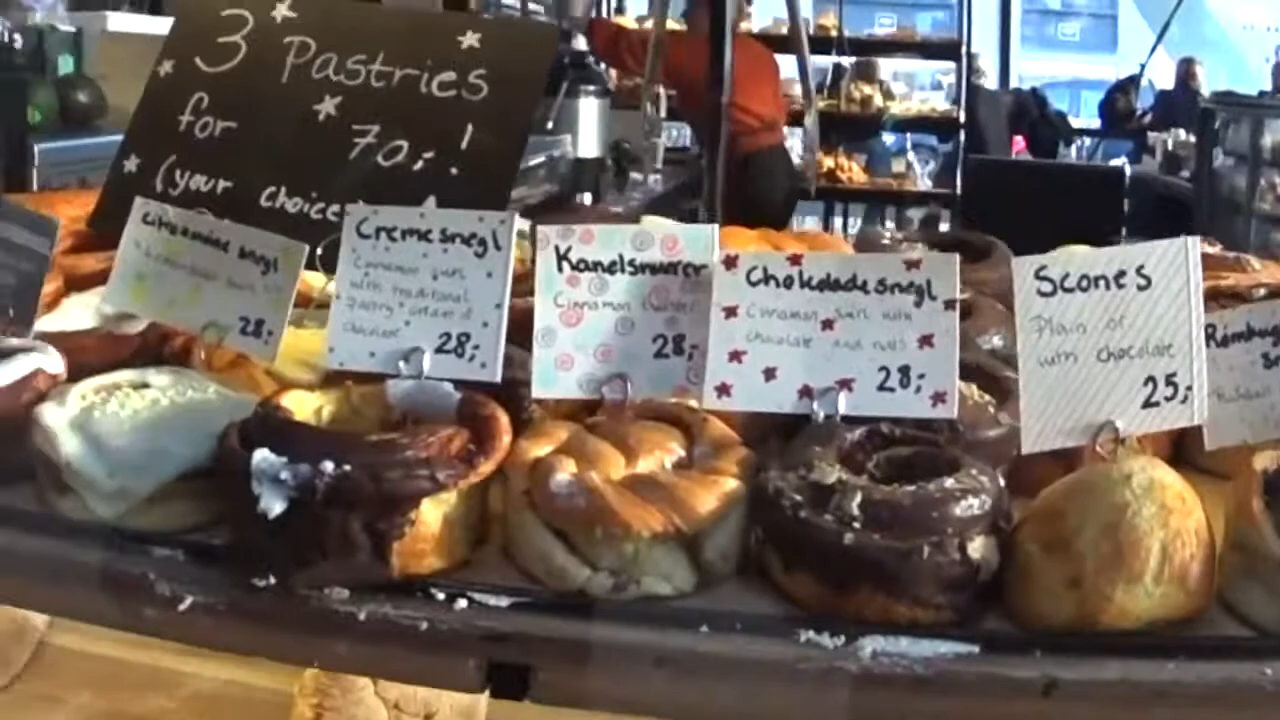 3 Pastries
for 70,-!
(your choice
snegl
28,-
Cremesnegl
Cinnamon swirl
with traditional
pastry cream &
chocolate
28,-
Kanelsnurrer
Cinnamon
28,-
Chokoladesnegl
Cinnamon swirl with
chocolate and nuts
28,-
Scones
Plain or
with chocolate
25,-